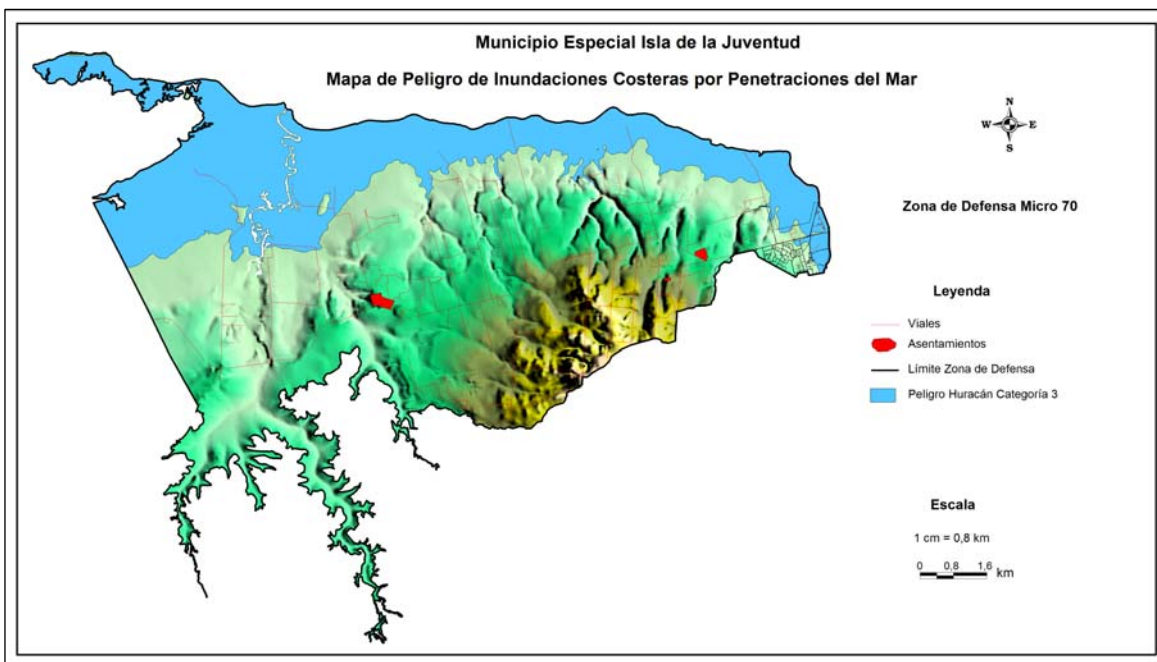 Municipio Especial Isla de la Juventud
Mapa de Peligro de Inundaciones Costeras por Penetraciones del Mar
N
W E
S
Zona de Defensa Micro 70
Leyenda
Viales
Asentamientos
Límite Zona de Defensa
Peligro Huracán Categoría 3
Escala
1 cm = 0,8 km
0 0,8 1,6
km